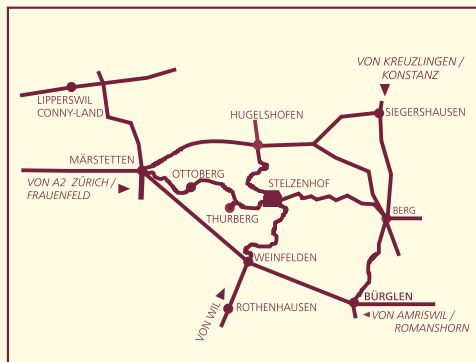 VON KREUZLINGEN /
KONSTANZ
LIPPERSWIL
CONNY-LAND
HUGELSHOFEN
SIEGERSHAUSEN
MÄRSTETTEN
OTTOBERG
VON A2 ZÜRICH /
FRAUENFELD
STELZENHOF
THURBERG
BERG
WEINFELDEN
BÜRGLEN
VON WIL
ROTHENHAUSEN
VON AMRISWIL /
ROMANSHORN